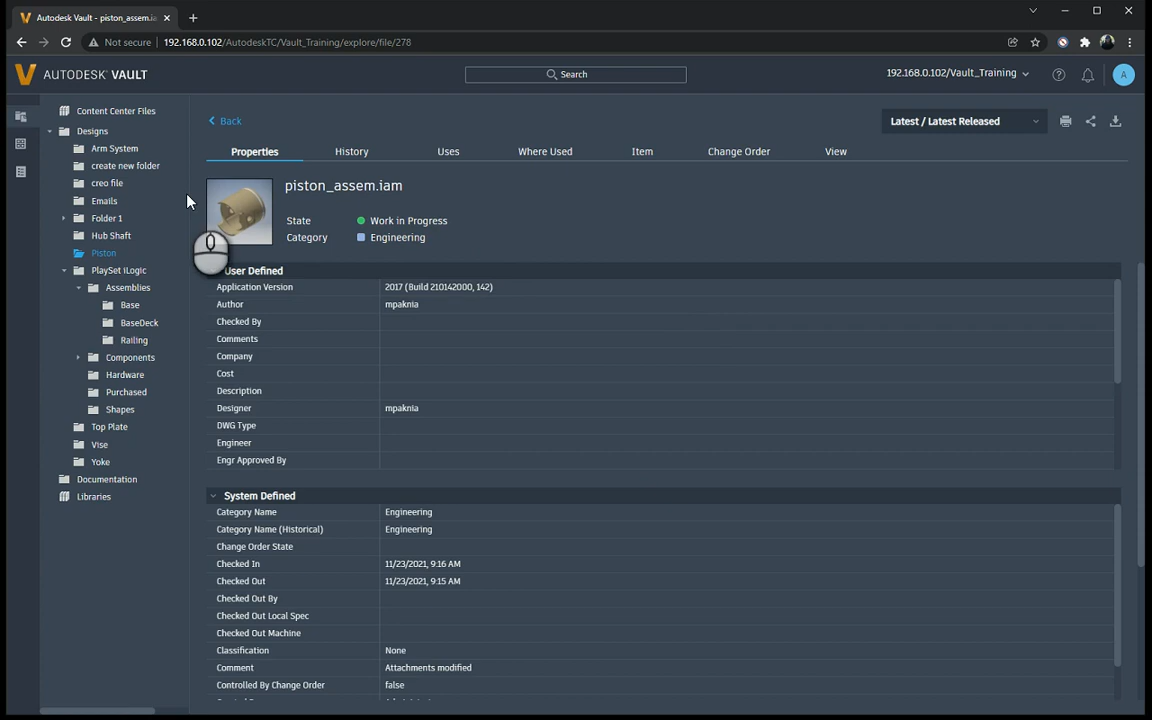 Autodesk Vault - piston_assem.ia
Not secure
192.168.0.102/AutodeskTC/Vault_Training/explore/file/278
AUTODESK VAULT
Search
192.168.0.102/Vault_Training
A
Content Center Files
Designs
Arm System
create new folder
creo file
Emails
Folder 1
Hub Shaft
Piston
PlaySet iLogic
Assemblies
Base
BaseDeck
Railing
Components
Hardware
Purchased
Shapes
Top Plate
Vise
Yoke
Documentation
Libraries
Back
Latest / Latest Released
Properties History Uses Where Used Item Change Order View
piston_assem.iam
State Work in Progress
Category Engineering
User Defined
Application Version 2017 (Build 210142000, 142)
Author mpaknia
Checked By
Comments
Company
Cost
Description
Designer mpaknia
DWG Type
Engineer
Engr Approved By
System Defined
Category Name Engineering
Category Name (Historical) Engineering
Change Order State
Checked In 11/23/2021, 9:16 AM
Checked Out 11/23/2021, 9:15 AM
Checked Out By
Checked Out Local Spec
Checked Out Machine
Classification None
Comment Attachments modified
Controlled By Change Order false